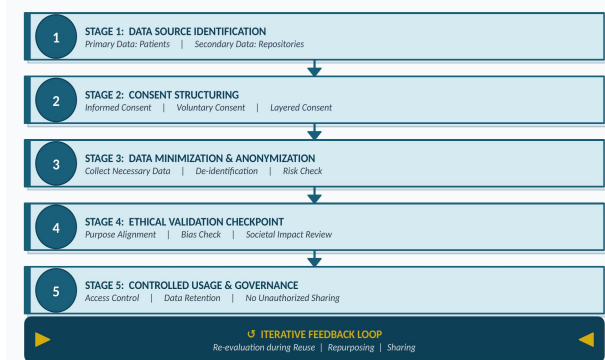 1
STAGE 1: DATA SOURCE IDENTIFICATION
Primary Data: Patients | Secondary Data: Repositories
2
STAGE 2: CONSENT STRUCTURING
Informed Consent | Voluntary Consent | Layered Consent
3
STAGE 3: DATA MINIMIZATION & ANONYMIZATION
Collect Necessary Data | De-identification | Risk Check
4
STAGE 4: ETHICAL VALIDATION CHECKPOINT
Purpose Alignment | Bias Check | Societal Impact Review
5
STAGE 5: CONTROLLED USAGE & GOVERNANCE
Access Control | Data Retention | No Unauthorized Sharing
↺ ITERATIVE FEEDBACK LOOP
Re-evaluation during Reuse | Repurposing | Sharing